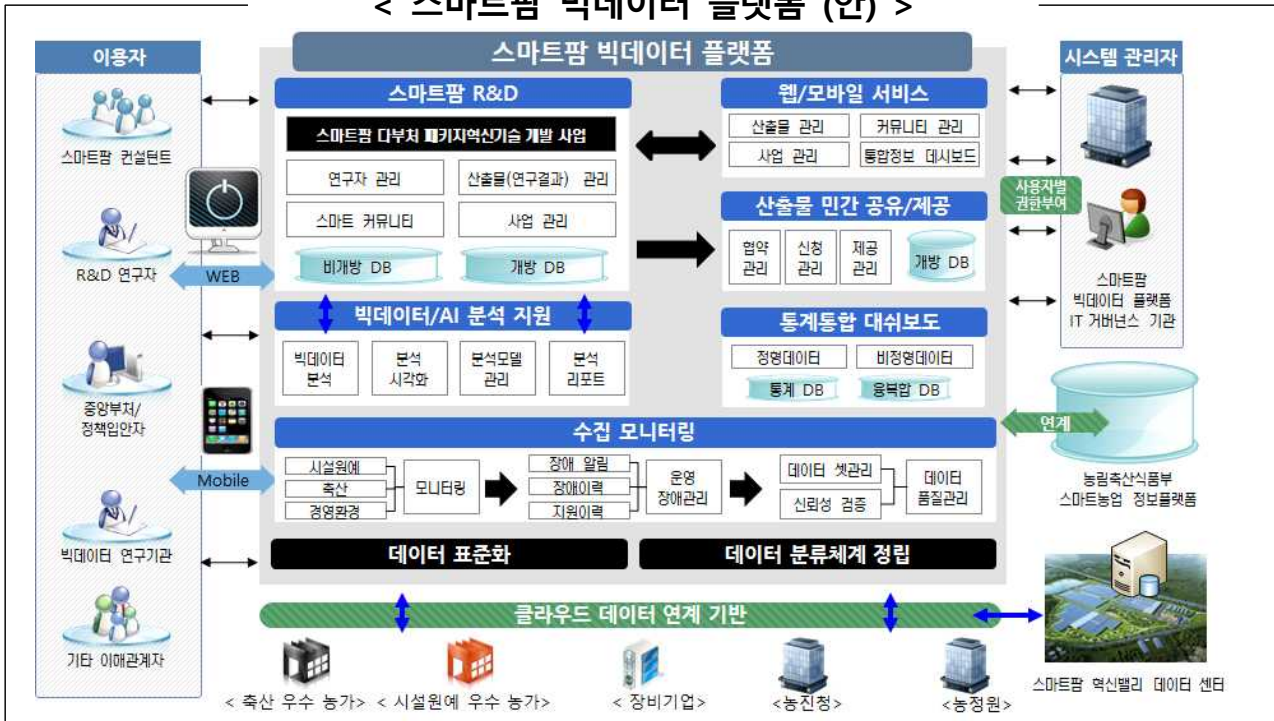 < 스마트팜 빅데이터 플랫폼 (안) >
이용자
스마트팜 컨설턴트
R&D 연구자
중앙부처/
정책입안자
빅데이터 연구기관
기타 이해관계자
WEB
Mobile
스마트팜 빅데이터 플랫폼
스마트팜 R&D
스마트팜 다부처 패키지혁신기술 개발 사업
연구자 관리
산출물(연구결과) 관리
스마트 커뮤니티
사업 관리
비개방 DB
개방 DB
웹/모바일 서비스
산출물 관리
커뮤니티 관리
사업 관리
통합정보 데시보드
산출물 민간 공유/제공
협약
관리
신청
관리
제공
관리
개방 DB
빅데이터/AI 분석 지원
빅데이터
분석
분석
시각화
분석모델
관리
분석
리포트
통계통합 대쉬보도
정형데이터
비정형데이터
통계 DB
융복합 DB
수집 모니터링
시설원예
축산
경영환경
모니터링
장애 알림
장애이력
지원이력
운영
장애관리
데이터 셋관리
신뢰성 검증
데이터
품질관리
데이터 표준화
데이터 분류체계 정립
클라우드 데이터 연계 기반
< 축산 우수 농가>
< 시설원예 우수 농가>
< 장비기업>
<농진청>
<농정원>
시스템 관리자
사용자별
권한부여
스마트팜
빅데이터 플랫폼
IT 거버넌스 기관
연계
농림축산식품부
스마트농업 정보플랫폼
스마트팜 혁신밸리 데이터 센터